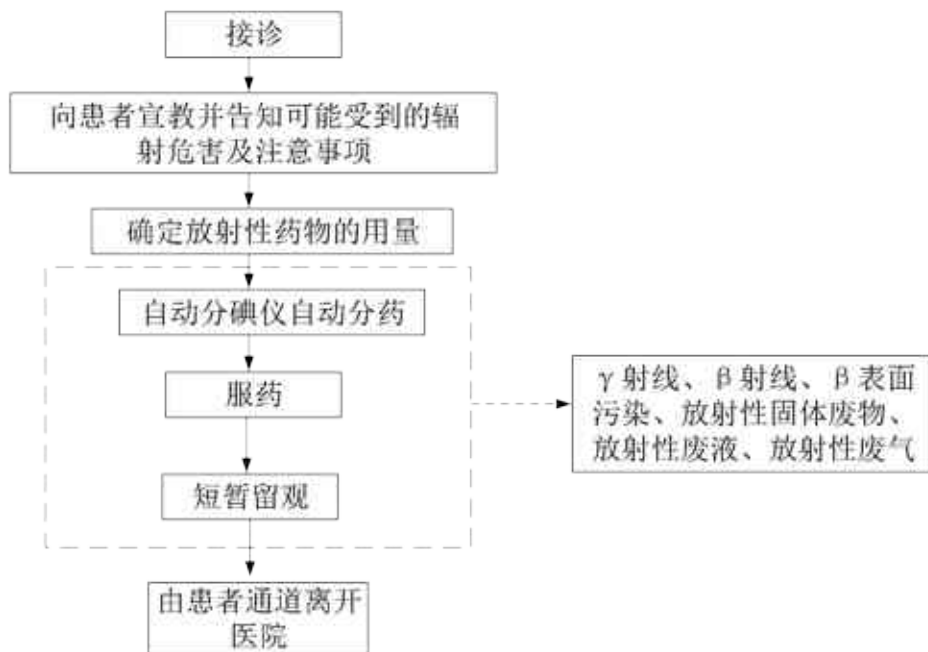 接诊
向患者宣教并告知可能受到的辐
射危害及注意事项
确定放射性药物的用量
自动分碘仪自动分药
服药
短暂留观
由患者通道离开
医院
γ射线、β射线、β表面
污染、放射性固体废物、
放射性废液、放射性废气